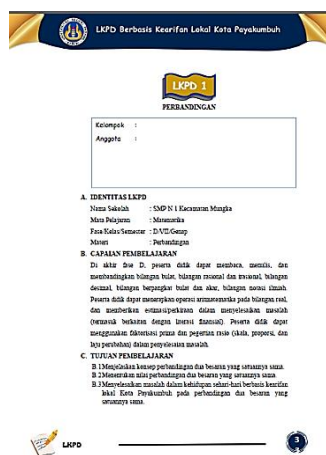 LKPD Berbasis Kearifan Lokal Kota Payakumbuh
LKPD 1
PERBANDINGAN
Kelompok :
Anggota :
A. IDENTITAS LKPD
Nama Sekolah : SMP N 1 Kecamatan Mungka
Mata Pelajaran : Matematika
Fase/Kelas/Semester : D/VII/Genap
Materi : Perbandingan
B. CAPAIAN PEMBELAJARAN
Di akhir fase D, peserta didik dapat membaca, menulis, dan
membandingkan bilangan bulat, bilangan rasional dan irasional, bilangan
desimal, bilangan berpangkat bulat dan akar, bilangan notasi ilmiah.
Peserta didik dapat menerapkan operasi aritmatematika pada bilangan real,
dan memberikan estimasi/perkiraan dalam menyelesaikan masalah
(termasuk berkaitan dengan literasi finansial). Peserta didik dapat
menggunakan faktorisasi prima dan pegertian rasio (skala, proporsi, dan
laju perubahan) dalam penyelesaian masalah.
C. TUJUAN PEMBELAJARAN
B.1 Menjelaskan konsep perbandingan dua besaran yang satuannya sama.
B.2 Menentukan nilai perbandingan dua besaran yang satuannya sama.
B.3 Menyelesaikan masalah dalam kehidupan sehari-hari berbasis kearifan
lokal Kota Payakumbuh pada perbandingan dua besaran yang
satuannya sama.
LKPD
3